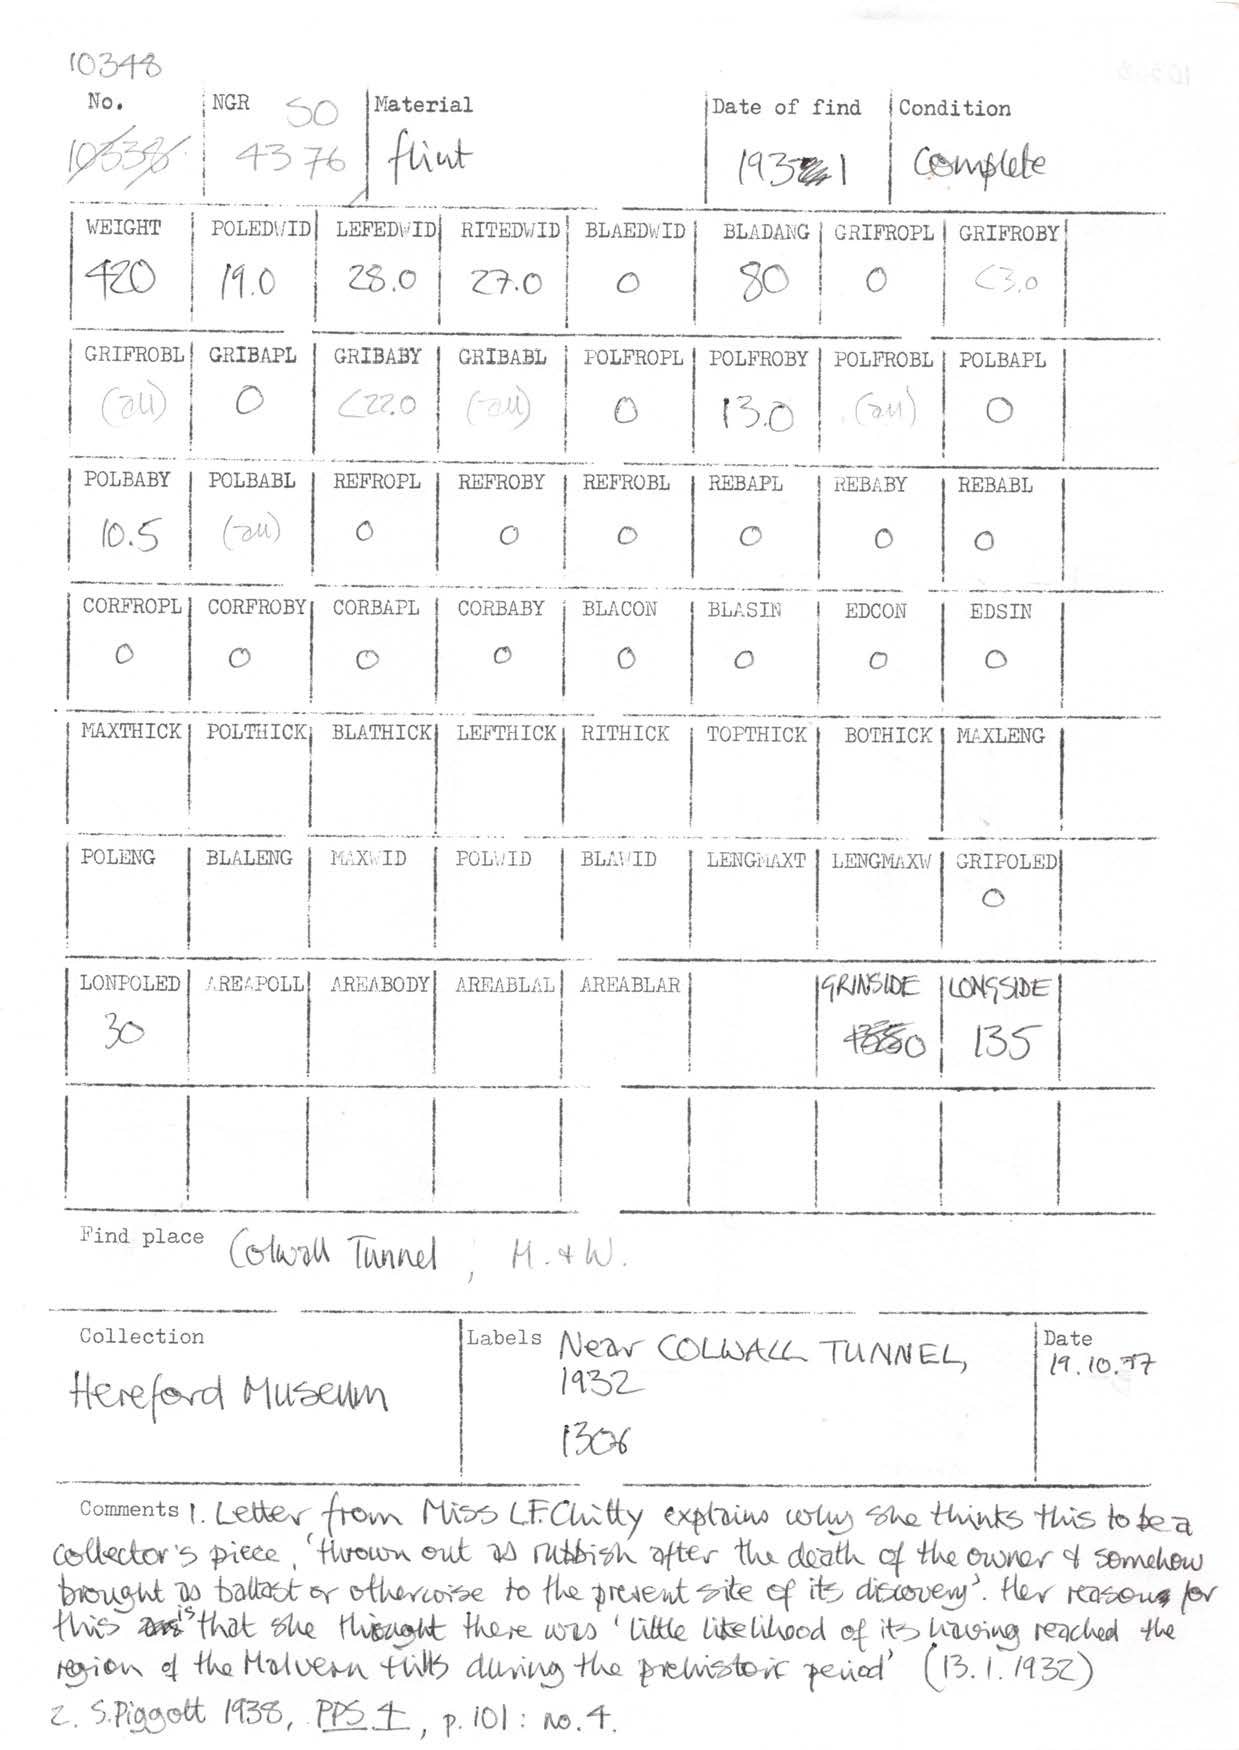 10348
No. NGR SO Material Date of find Condition
10338 43 76 flint 1931 Complete
WEIGHT POLEDWID LEFEDWID RITEDWID BLAEDWID BLADANG GRIFROPL GRIFROBY
420 19.0 28.0 27.0 0 80 0 <3.0
GRIFROBL GRIBAPL GRIBABY GRIBABL POLFROPL POLFROBY POLFROBL POLBAPL
(all) 0 <22.0 (all) 0 13.0 (all) 0
POLBABY POLBABL REFROPL REFROBY REFROBL REBAPL REBABY REBABL
10.5 (all) 0 0 0 0 0 0
CORFROPL CORFROBY CORBAPL CORBABY BLACON BLASIN EDCON EDSIN
0 0 0 0 0 0 0 0
MAXTHICK POLTHICK BLATHICK LEFTHICK RITHICK TOPTHICK BOTHICK MAXLENG
POLENG BLALENG MAXWID POLWID BLAWID LENGMAXT LENGMAXW GRIPOLED
0
LONPOLED AREAPOLL AREABODY AREABLAL AREABLAR GRINSIDE LONGSIDE
30 0 135
Find place Colwall Tunnel, H. & W.
Collection Labels Near COLWALL TUNNEL, Date
Hereford Museum 1932 19.10.77
1306
Comments 1. Letter from Miss L.F. Chitty explains why she thinks this to be a
collector's piece, 'thrown out as rubbish after the death of the owner & somehow
brought as ballast or otherwise to the present site of its discovery'. Her reasons for
this is that she thought there was 'little likelihood of its having reached the
region of the Malvern Hills during the prehistoric period' (13.1.1932)
2. S. Piggott 1938, PPS 4, p. 101: no. 4.